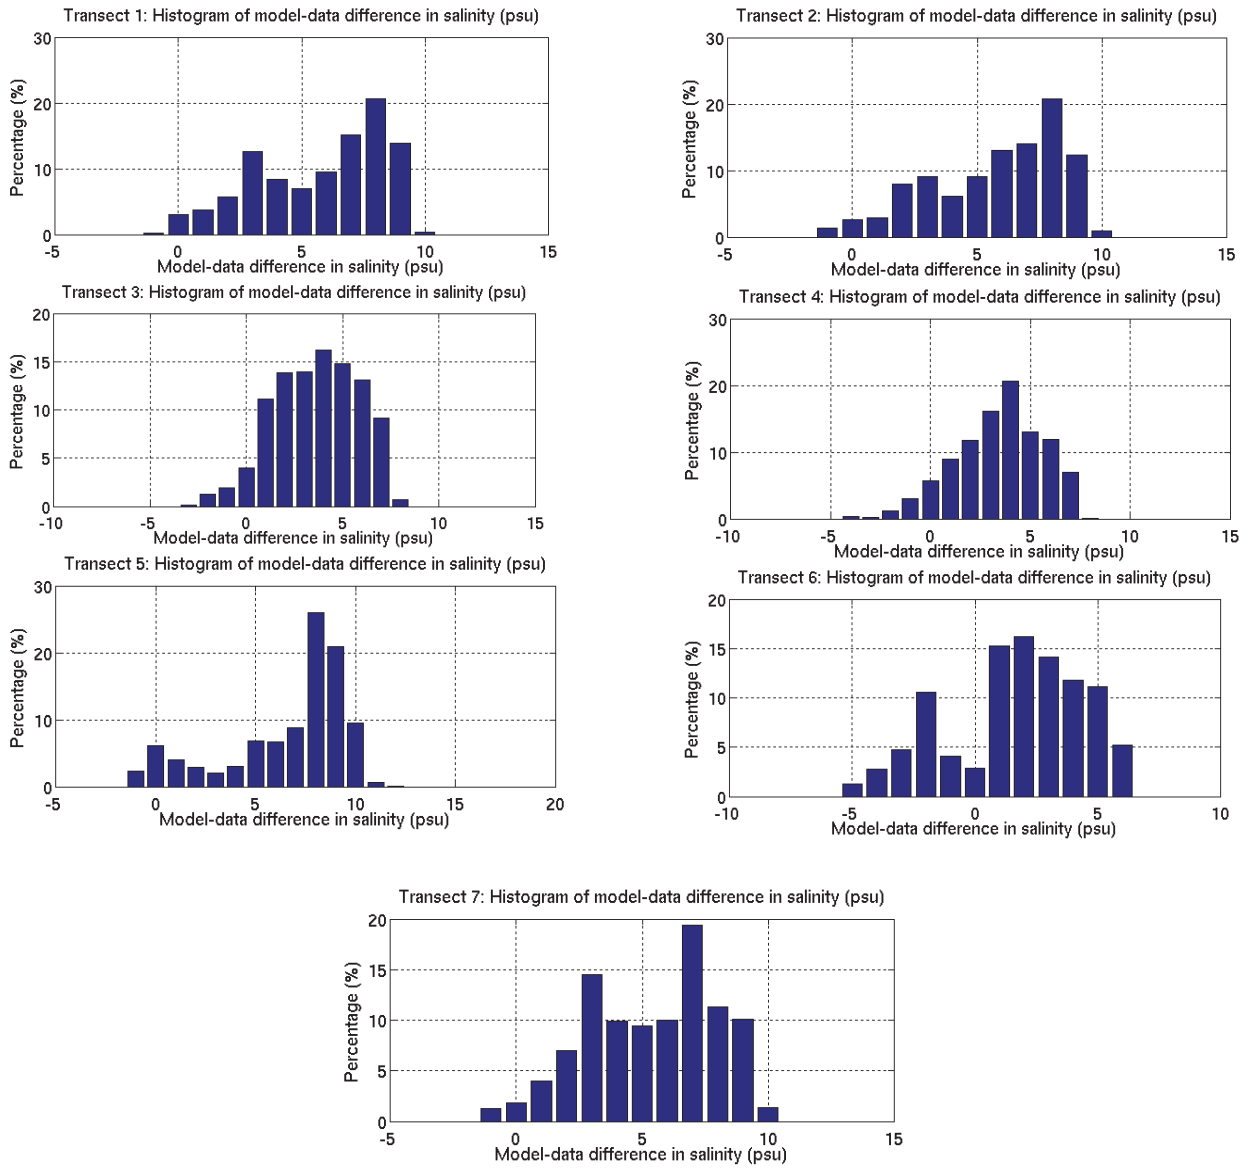 Transect 1: Histogram of model-data difference in salinity (psu)
30
20
10
0
Percentage (%)
-5 0 5 10 15
Model-data difference in salinity (psu)
Transect 2: Histogram of model-data difference in salinity (psu)
30
20
10
0
Percentage (%)
-5 0 5 10 15
Model-data difference in salinity (psu)
Transect 3: Histogram of model-data difference in salinity (psu)
20
15
10
5
0
Percentage (%)
-10 -5 0 5 10 15
Model-data difference in salinity (psu)
Transect 4: Histogram of model-data difference in salinity (psu)
30
20
10
0
Percentage (%)
-10 -5 0 5 10 15
Model-data difference in salinity (psu)
Transect 5: Histogram of model-data difference in salinity (psu)
30
20
10
0
Percentage (%)
-5 0 5 10 15 20
Model-data difference in salinity (psu)
Transect 6: Histogram of model-data difference in salinity (psu)
20
15
10
5
0
Percentage (%)
-10 -5 0 5 10
Model-data difference in salinity (psu)
Transect 7: Histogram of model-data difference in salinity (psu)
20
15
10
5
0
Percentage (%)
-5 0 5 10 15
Model-data difference in salinity (psu)